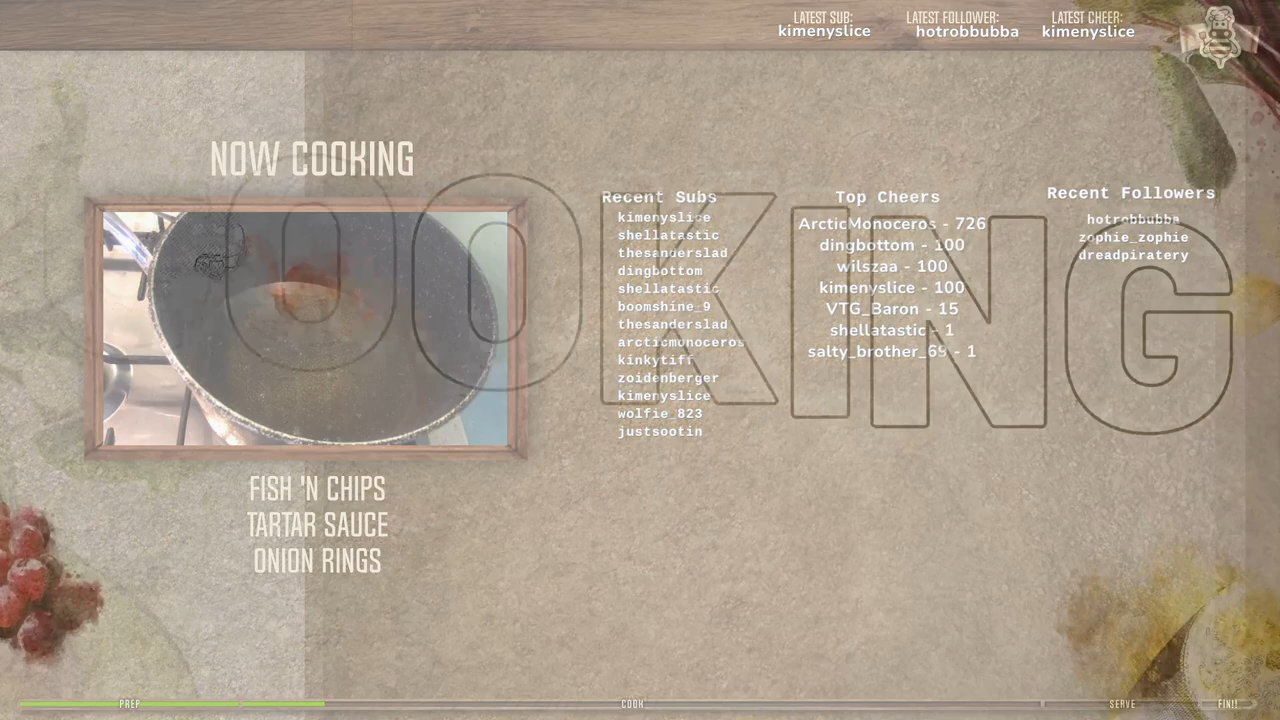 LATEST SUB:
kimenyslice
LATEST FOLLOWER:
hotrobbubba
LATEST CHEER:
kimenyslice
NOW COOKING
OOKING
Recent Subs
kimenyslice
shellatastic
thesanderslad
dingbottom
shellatastic
boomshine_9
thesanderslad
arcticmonoceros
kinkytiff
zoidenberger
kimenyslice
wolfie_823
justsootin
Top Cheers
ArcticMonoceros - 726
dingbottom - 100
wilszaa - 100
kimenyslice - 100
VTG_Baron - 15
shellatastic - 1
salty_brother_69 - 1
Recent Followers
hotrobbubba
zophie_zophie
dreadpiratery
FISH 'N CHIPS
TARTAR SAUCE
ONION RINGS
PREP
COOK
SERVE
FIN!!